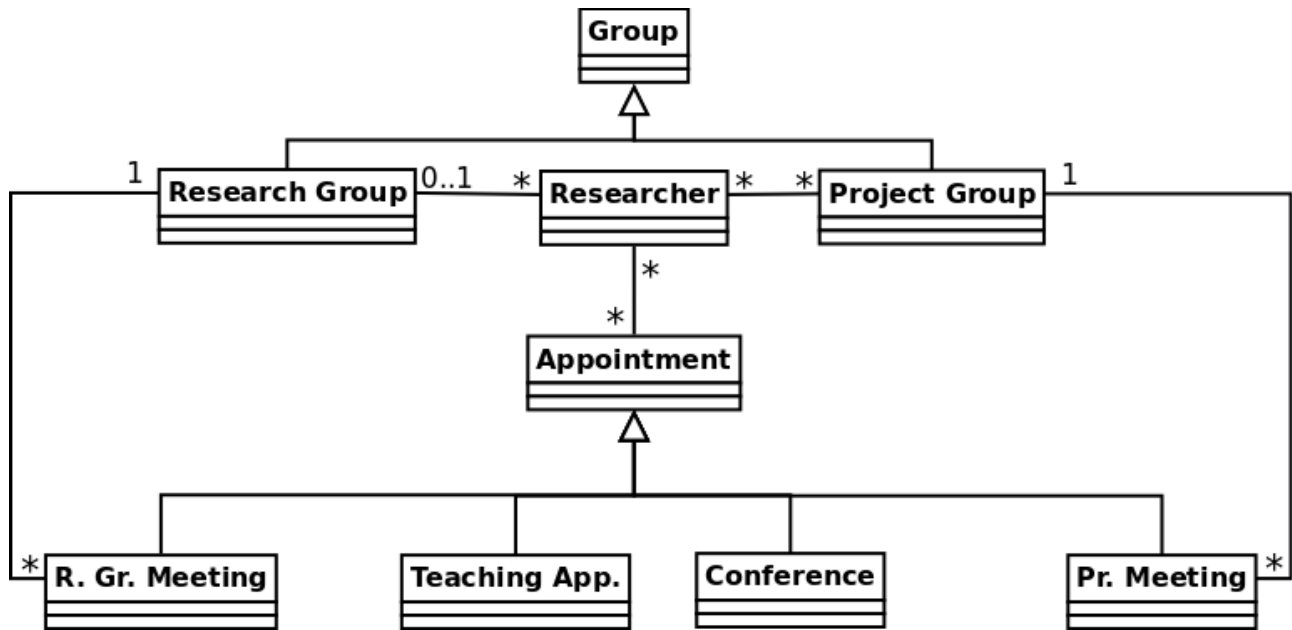 Group
1
Research Group
0..1
*
Researcher
*
*
Project Group
1
*
*
Appointment
*
R. Gr. Meeting
Teaching App.
Conference
Pr. Meeting
*